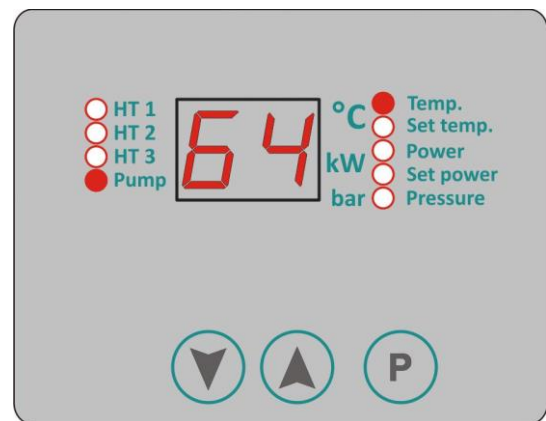 HT 1
HT 2
HT 3
Pump
64
°C
kW
bar
Temp.
Set temp.
Power
Set power
Pressure
P